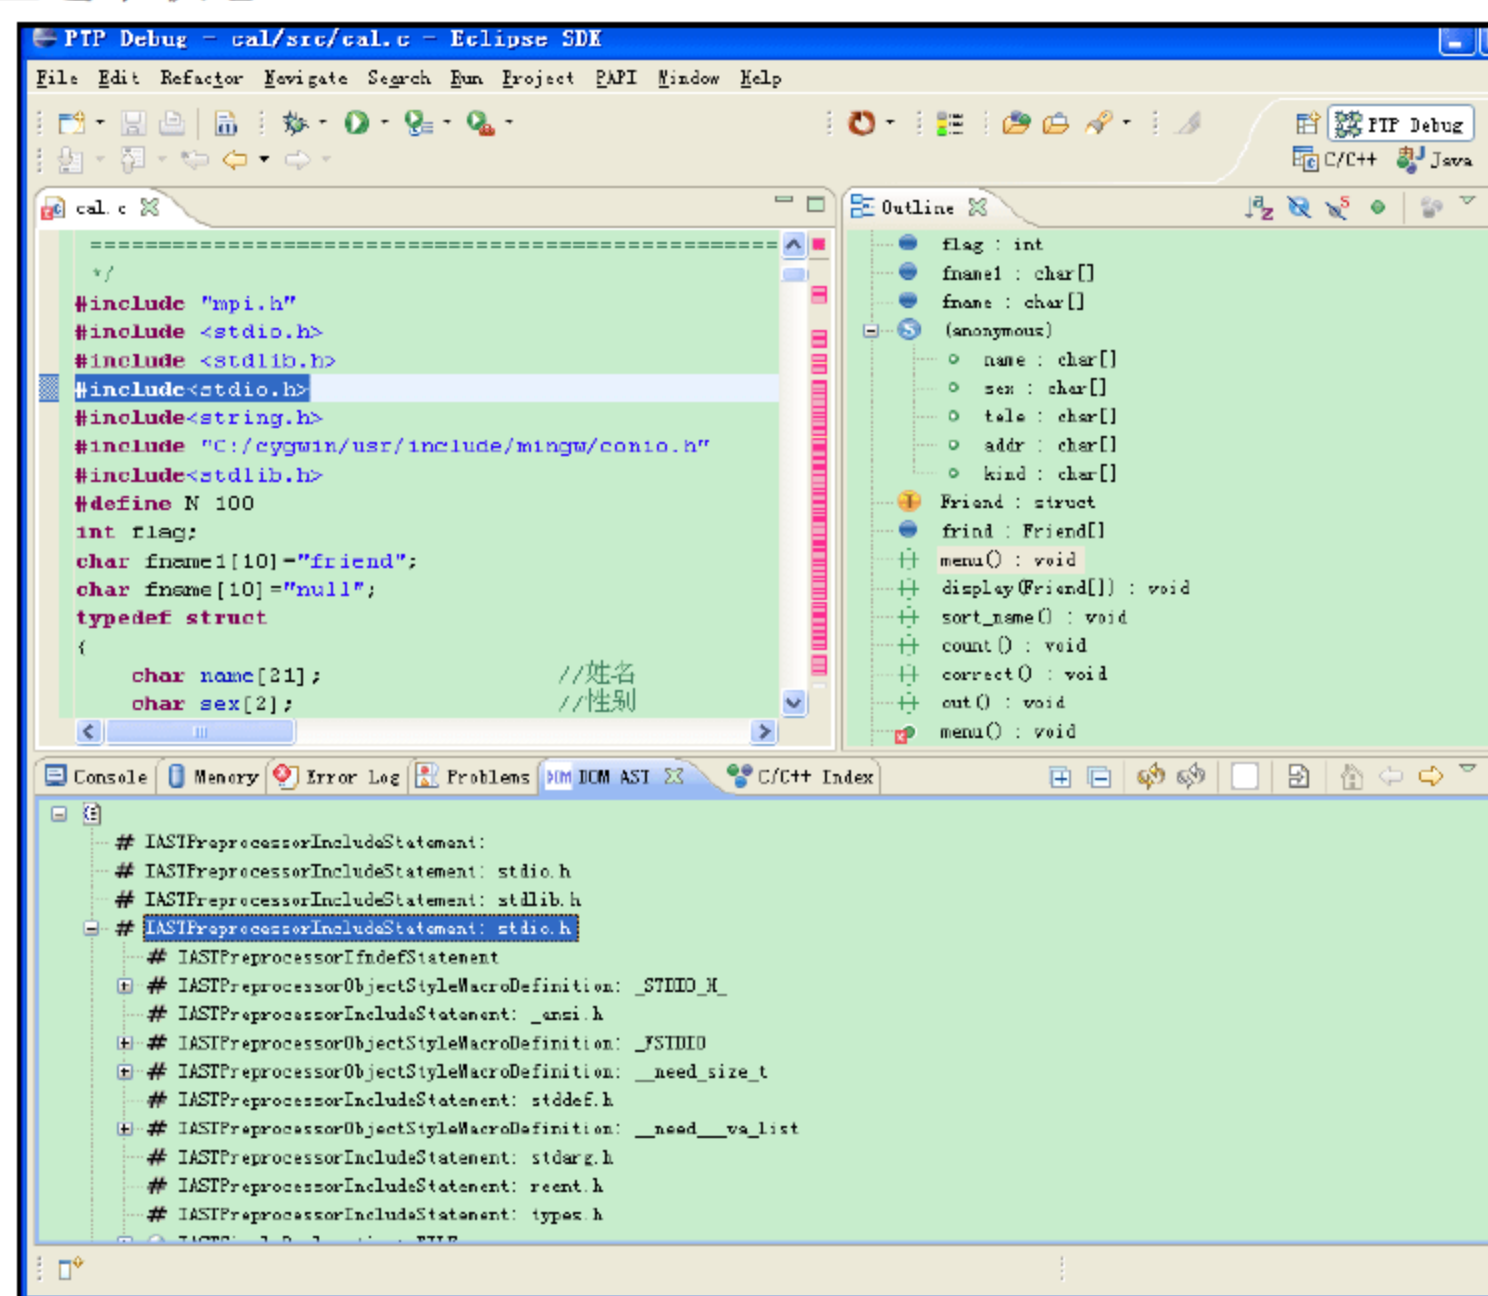 PTP Debug - cal/src/cal.c - Eclipse SDK
File Edit Refactor Navigate Search Run Project PAPI Window Help
PTP Debug
C/C++ Java
cal.c
=================================================
*/
#include "mpi.h"
#include <stdio.h>
#include <stdlib.h>
#include<stdio.h>
#include<string.h>
#include "C:/cygwin/usr/include/mingw/conio.h"
#include<stdlib.h>
#define N 100
int flag;
char fname1[10]="friend";
char fname[10]="null";
typedef struct
{
char name[21]; //姓名
char sex[2]; //性别
Outline
flag : int
fname1 : char[]
fname : char[]
(anonymous)
name : char[]
sex : char[]
tele : char[]
addr : char[]
kind : char[]
Friend : struct
frind : Friend[]
menu() : void
display(Friend[]) : void
sort_name() : void
count() : void
correct() : void
out() : void
menu() : void
Console Memory Error Log Problems DOM AST C/C++ Index
# IASTPreprocessorIncludeStatement:
# IASTPreprocessorIncludeStatement: stdio.h
# IASTPreprocessorIncludeStatement: stdlib.h
# IASTPreprocessorIncludeStatement: stdio.h
# IASTPreprocessorIfndefStatement
# IASTPreprocessorObjectStyleMacroDefinition: _STDIO_H_
# IASTPreprocessorIncludeStatement: _ansi.h
# IASTPreprocessorObjectStyleMacroDefinition: _FSTDIO
# IASTPreprocessorObjectStyleMacroDefinition: __need_size_t
# IASTPreprocessorIncludeStatement: stddef.h
# IASTPreprocessorObjectStyleMacroDefinition: __need___va_list
# IASTPreprocessorIncludeStatement: stdarg.h
# IASTPreprocessorIncludeStatement: reent.h
# IASTPreprocessorIncludeStatement: types.h